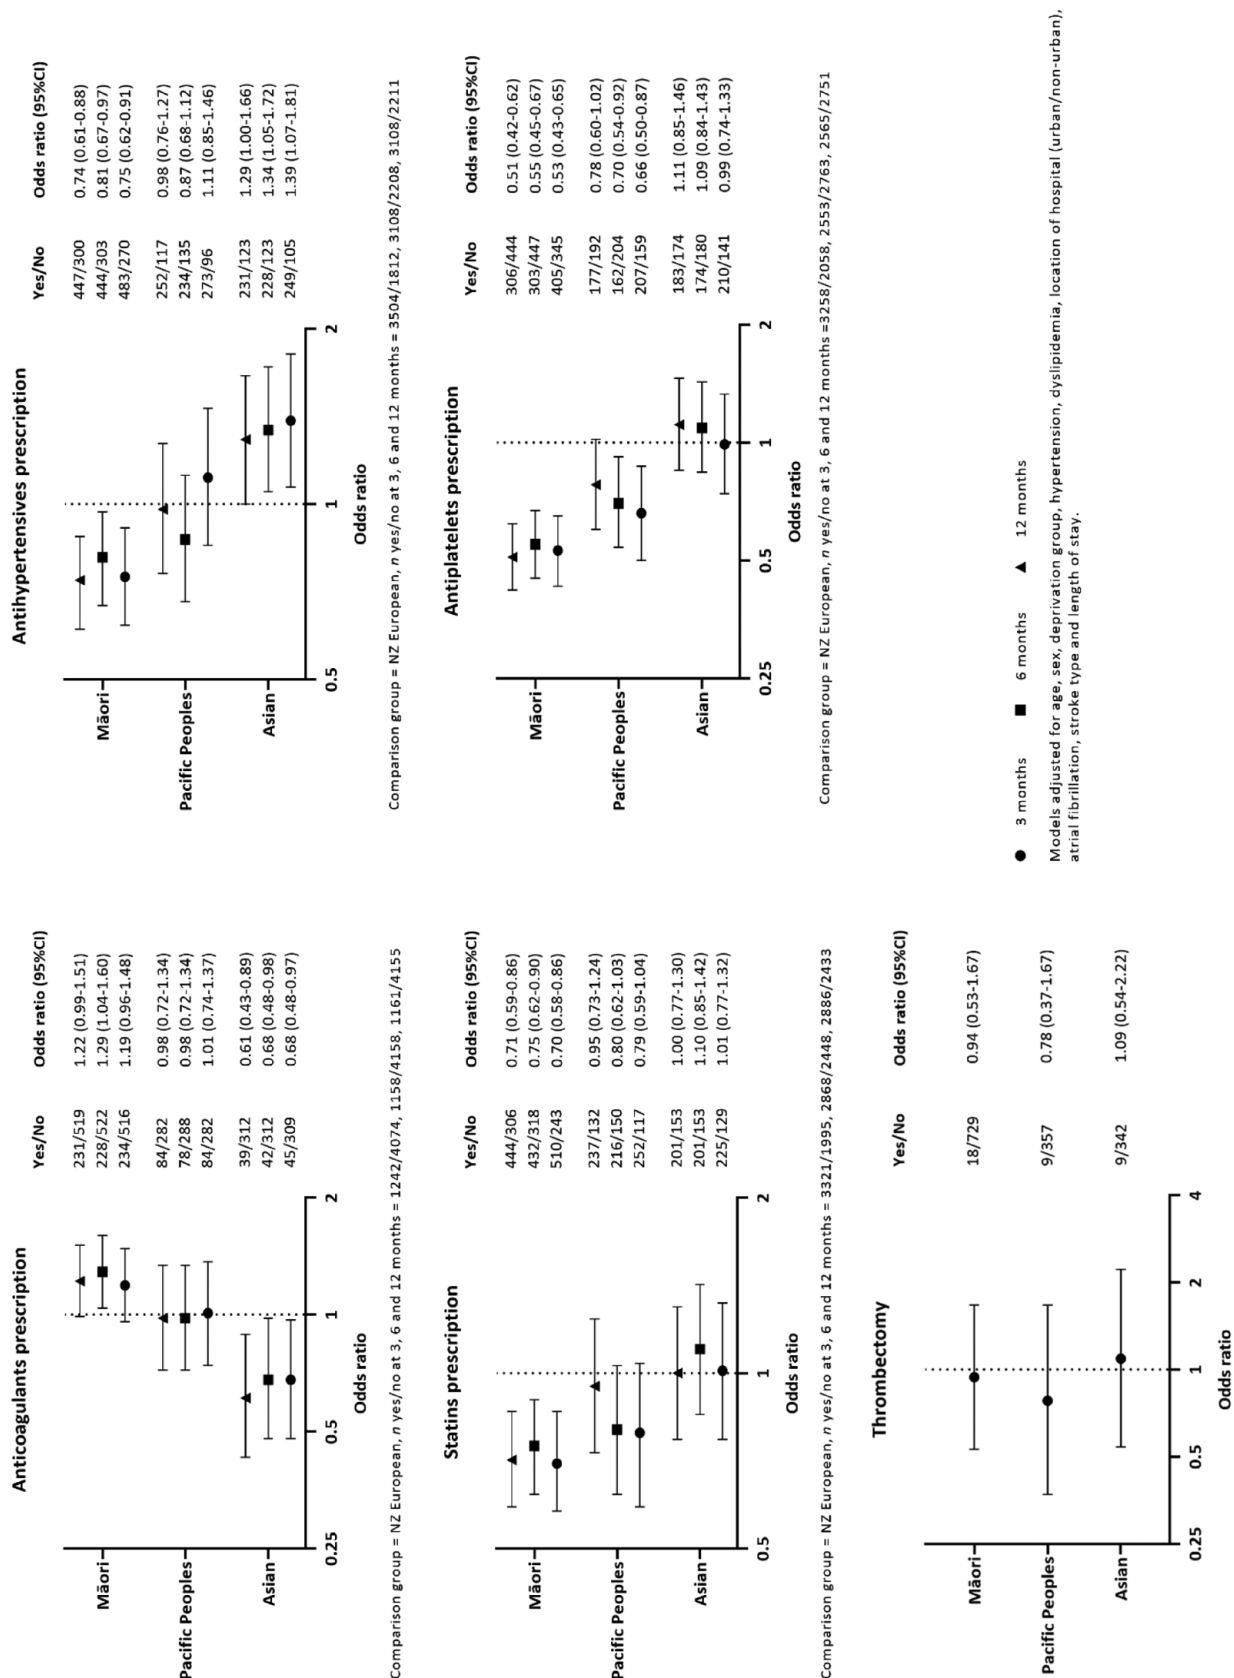 Anticoagulants prescription
Yes/No Odds ratio (95%CI)
Māori
231/519 1.22 (0.99-1.51)
228/522 1.29 (1.04-1.60)
234/516 1.19 (0.96-1.48)
Pacific Peoples
84/282 0.98 (0.72-1.34)
78/288 0.98 (0.72-1.34)
84/282 1.01 (0.74-1.37)
Asian
39/312 0.61 (0.43-0.89)
42/312 0.68 (0.48-0.98)
45/309 0.68 (0.48-0.97)
0.25 0.5 1 2
Odds ratio
Comparison group = NZ European, n yes/no at 3, 6 and 12 months = 1242/4074, 1158/4158, 1161/4155
Antihypertensives prescription
Yes/No Odds ratio (95%CI)
Māori
447/300 0.74 (0.61-0.88)
444/303 0.81 (0.67-0.97)
483/270 0.75 (0.62-0.91)
Pacific Peoples
252/117 0.98 (0.76-1.27)
234/135 0.87 (0.68-1.12)
273/96 1.11 (0.85-1.46)
Asian
231/123 1.29 (1.00-1.66)
228/123 1.34 (1.05-1.72)
249/105 1.39 (1.07-1.81)
0.5 1 2
Odds ratio
Comparison group = NZ European, n yes/no at 3, 6 and 12 months = 3504/1812, 3108/2208, 3108/2211
Statins prescription
Yes/No Odds ratio (95%CI)
Māori
444/306 0.71 (0.59-0.86)
432/318 0.75 (0.62-0.90)
510/243 0.70 (0.58-0.86)
Pacific Peoples
237/132 0.95 (0.73-1.24)
216/150 0.80 (0.62-1.03)
252/117 0.79 (0.59-1.04)
Asian
201/153 1.00 (0.77-1.30)
201/153 1.10 (0.85-1.42)
225/129 1.01 (0.77-1.32)
0.5 1 2
Odds ratio
Comparison group = NZ European, n yes/no at 3, 6 and 12 months = 3321/1995, 2868/2448, 2886/2433
Antiplatelets prescription
Yes/No Odds ratio (95%CI)
Māori
306/444 0.51 (0.42-0.62)
303/447 0.55 (0.45-0.67)
405/345 0.53 (0.43-0.65)
Pacific Peoples
177/192 0.78 (0.60-1.02)
162/204 0.70 (0.54-0.92)
207/159 0.66 (0.50-0.87)
Asian
183/174 1.11 (0.85-1.46)
174/180 1.09 (0.84-1.43)
210/141 0.99 (0.74-1.33)
0.25 0.5 1 2
Odds ratio
Comparison group = NZ European, n yes/no at 3, 6 and 12 months =3258/2058, 2553/2763, 2565/2751
Thrombectomy
Yes/No Odds ratio (95%CI)
Māori 18/729 0.94 (0.53-1.67)
Pacific Peoples 9/357 0.78 (0.37-1.67)
Asian 9/342 1.09 (0.54-2.22)
0.25 0.5 1 2 4
Odds ratio
3 months 6 months 12 months
Models adjusted for age, sex, deprivation group, hypertension, dyslipidemia, location of hospital (urban/non-urban),
atrial fibrillation, stroke type and length of stay.